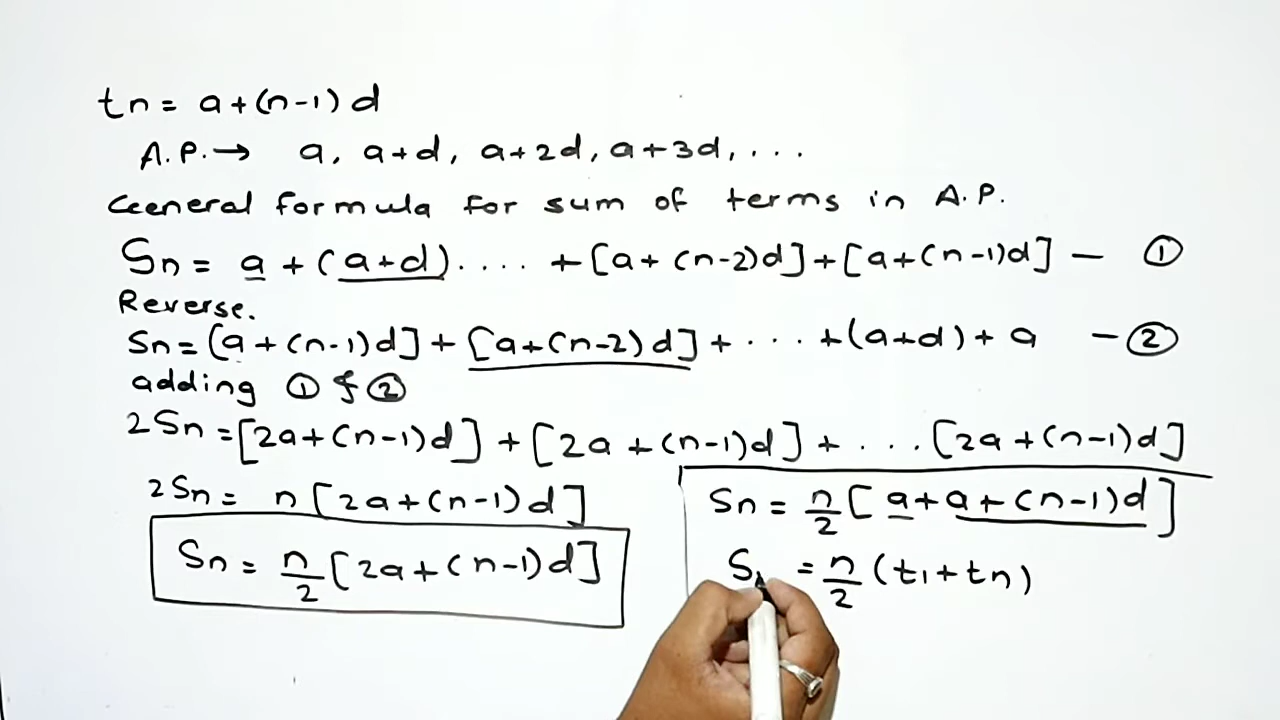 tn = a+(n-1)d
A.P.→ a, a+d, a+2d, a+3d, ...
General formula for sum of terms in A.P.
Sn = a + (a+d).... + [a+(n-2)d]+[a+(n-1)d] — ①
Reverse.
Sn = [a+(n-1)d] + [a+(n-2)d] + ... +(a+d)+ a — ②
adding ① & ②
2Sn = [2a+(n-1)d] + [2a+(n-1)d] + ... [2a+(n-1)d]
2Sn = n[2a+(n-1)d]
Sn = n/2 [2a+(n-1)d]
Sn = n/2 [a+a+(n-1)d]
S = n/2 (t1+tn)